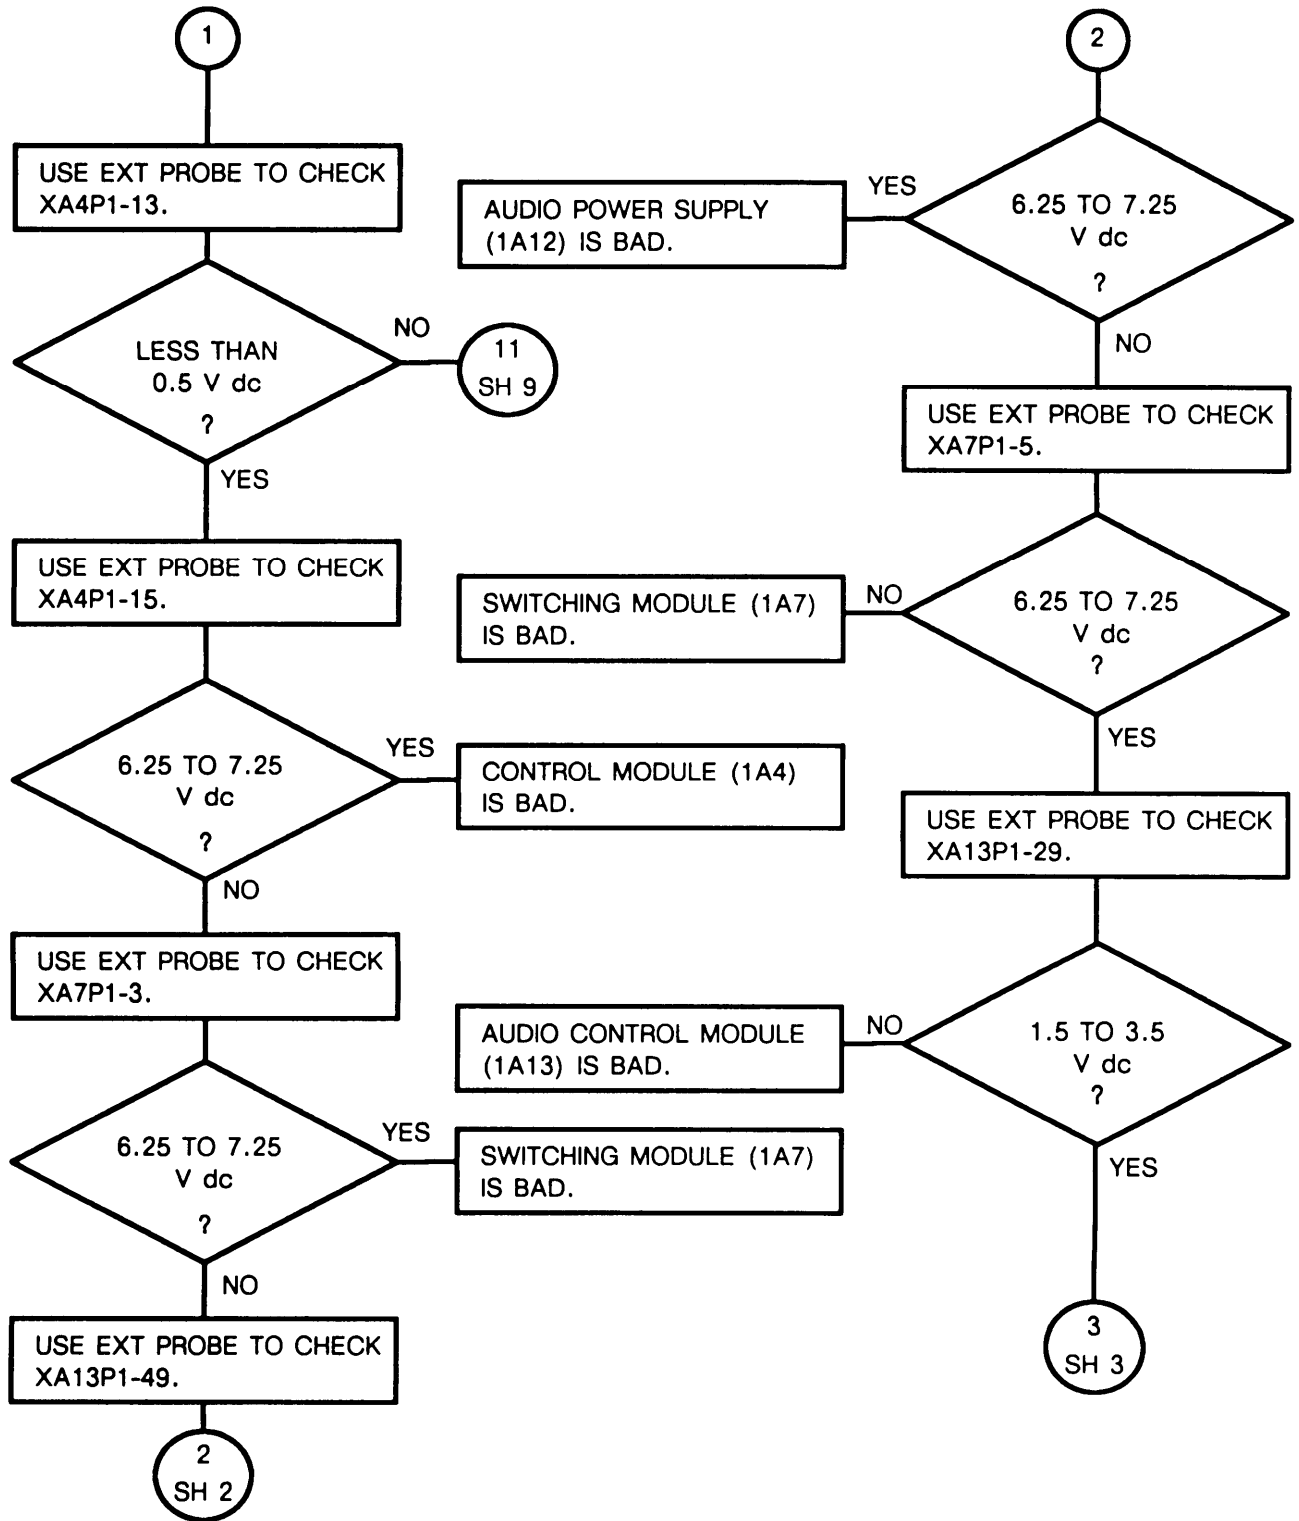 1
USE EXT PROBE TO CHECK
XA4P1-13.
LESS THAN
0.5 V dc
?
NO
11
SH 9
YES
USE EXT PROBE TO CHECK
XA4P1-15.
6.25 TO 7.25
V dc
?
YES
CONTROL MODULE (1A4)
IS BAD.
NO
USE EXT PROBE TO CHECK
XA7P1-3.
6.25 TO 7.25
V dc
?
YES
SWITCHING MODULE (1A7)
IS BAD.
NO
USE EXT PROBE TO CHECK
XA13P1-49.
2
SH 2
2
6.25 TO 7.25
V dc
?
YES
AUDIO POWER SUPPLY
(1A12) IS BAD.
NO
USE EXT PROBE TO CHECK
XA7P1-5.
6.25 TO 7.25
V dc
?
NO
SWITCHING MODULE (1A7)
IS BAD.
YES
USE EXT PROBE TO CHECK
XA13P1-29.
1.5 TO 3.5
V dc
?
NO
AUDIO CONTROL MODULE
(1A13) IS BAD.
YES
3
SH 3